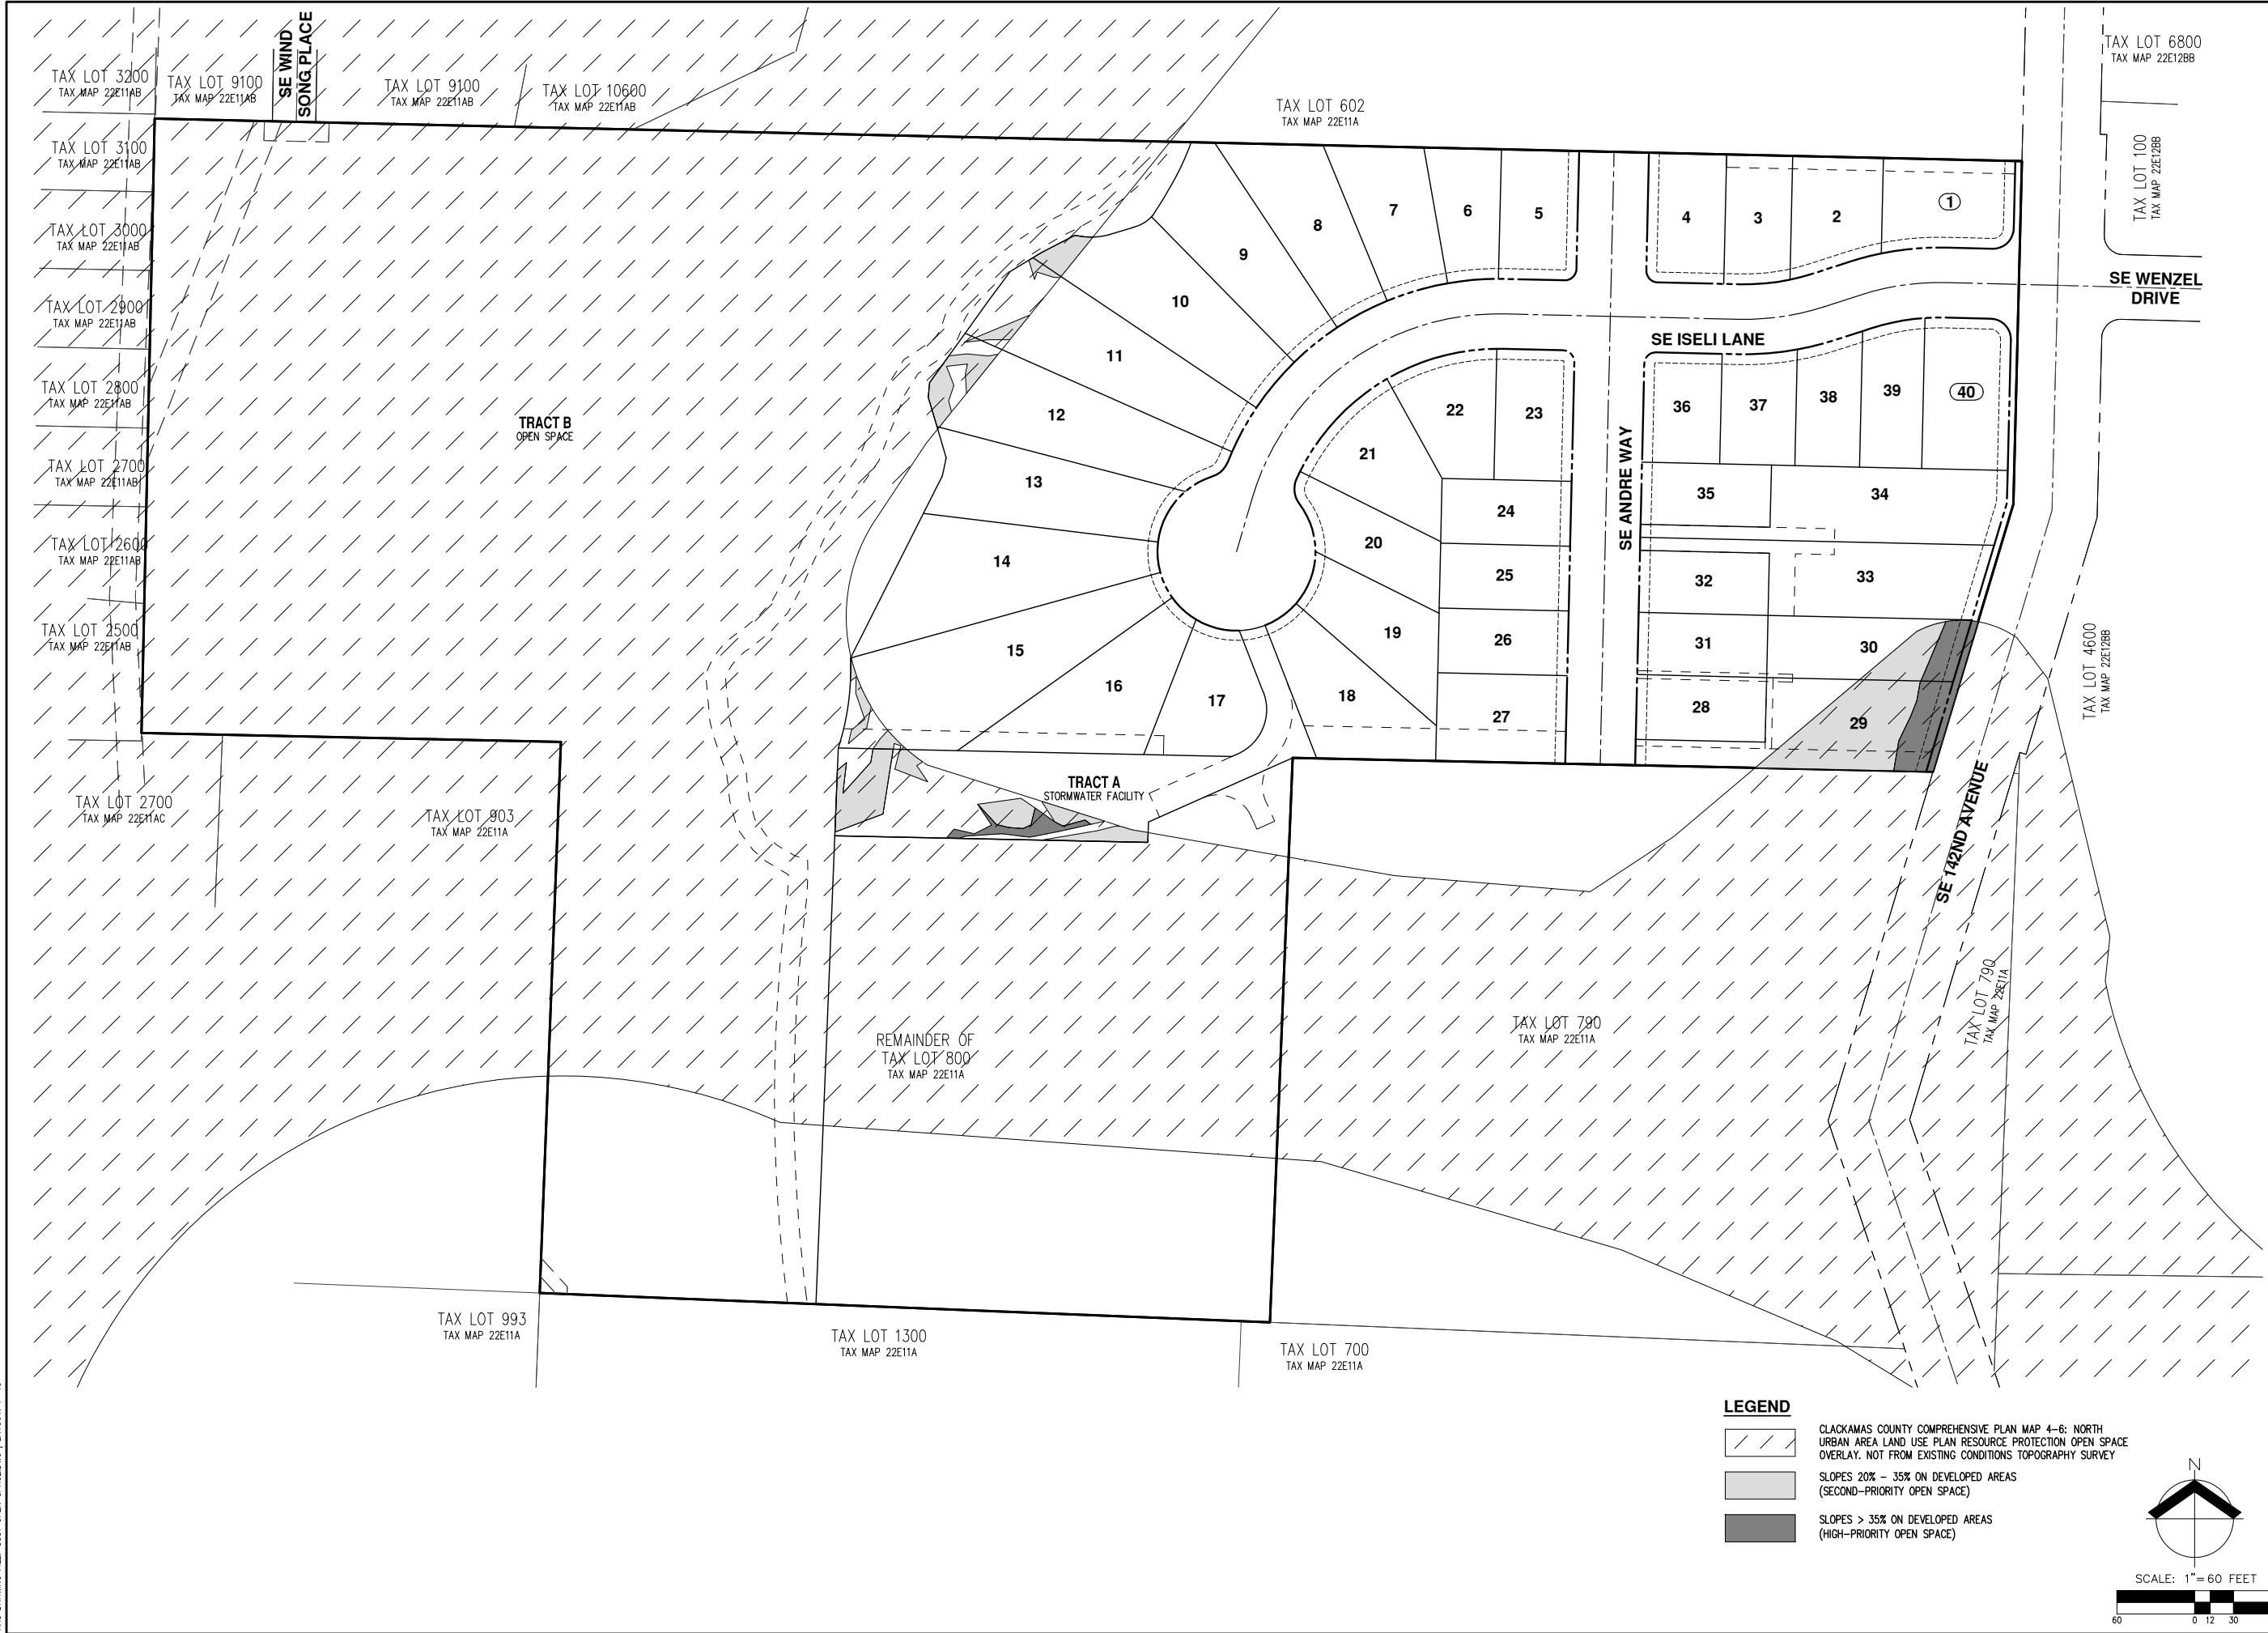 TAX LOT 3200
TAX MAP 22E11AB
TAX LOT 9100
TAX MAP 22E11AB
SE WIND
SONG PLACE
TAX LOT 9100
TAX MAP 22E11AB
TAX LOT 10600
TAX MAP 22E11AB
TAX LOT 602
TAX MAP 22E11A
TAX LOT 6800
TAX MAP 22E12BB
TAX LOT 100
TAX MAP 22E12BB
TAX LOT 3100
TAX MAP 22E11AB
TAX LOT 3000
TAX MAP 22E11AB
TAX LOT 2900
TAX MAP 22E11AB
TAX LOT 2800
TAX MAP 22E11AB
TAX LOT 2700
TAX MAP 22E11AB
TAX LOT 2600
TAX MAP 22E11AB
TAX LOT 2500
TAX MAP 22E11AB
TAX LOT 2700
TAX MAP 22E11AC
TAX LOT 903
TAX MAP 22E11A
TRACT B
OPEN SPACE
1
2
3
4
5
6
7
8
9
10
11
12
13
14
15
16
17
18
19
20
21
22
23
24
25
26
27
28
29
30
31
32
33
34
35
36
37
38
39
40
SE WENZEL
DRIVE
SE ISELI LANE
SE ANDRE WAY
TRACT A
STORMWATER FACILITY
SE 142ND AVENUE
TAX LOT 4600
TAX MAP 22E12BB
TAX LOT 790
TAX MAP 22E11A
TAX LOT 790
TAX MAP 22E11A
REMAINDER OF
TAX LOT 800
TAX MAP 22E11A
TAX LOT 993
TAX MAP 22E11A
TAX LOT 1300
TAX MAP 22E11A
TAX LOT 700
TAX MAP 22E11A
LEGEND
CLACKAMAS COUNTY COMPREHENSIVE PLAN MAP 4-6: NORTH
URBAN AREA LAND USE PLAN RESOURCE PROTECTION OPEN SPACE
OVERLAY. NOT FROM EXISTING CONDITIONS TOPOGRAPHY SURVEY
SLOPES 20% - 35% ON DEVELOPED AREAS
(SECOND-PRIORITY OPEN SPACE)
SLOPES > 35% ON DEVELOPED AREAS
(HIGH-PRIORITY OPEN SPACE)
N
SCALE: 1"= 60 FEET
60 0 12 30